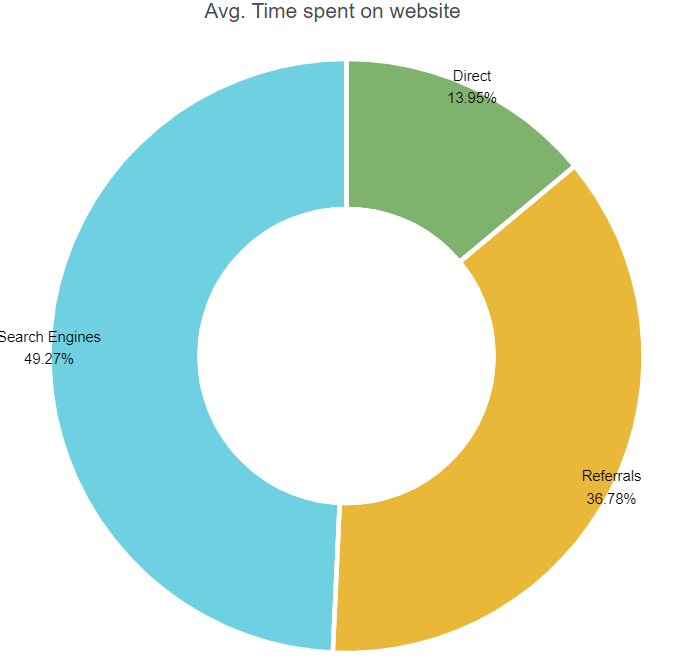 Avg. Time spent on website
Direct
13.95%
Search Engines
49.27%
Referrals
36.78%